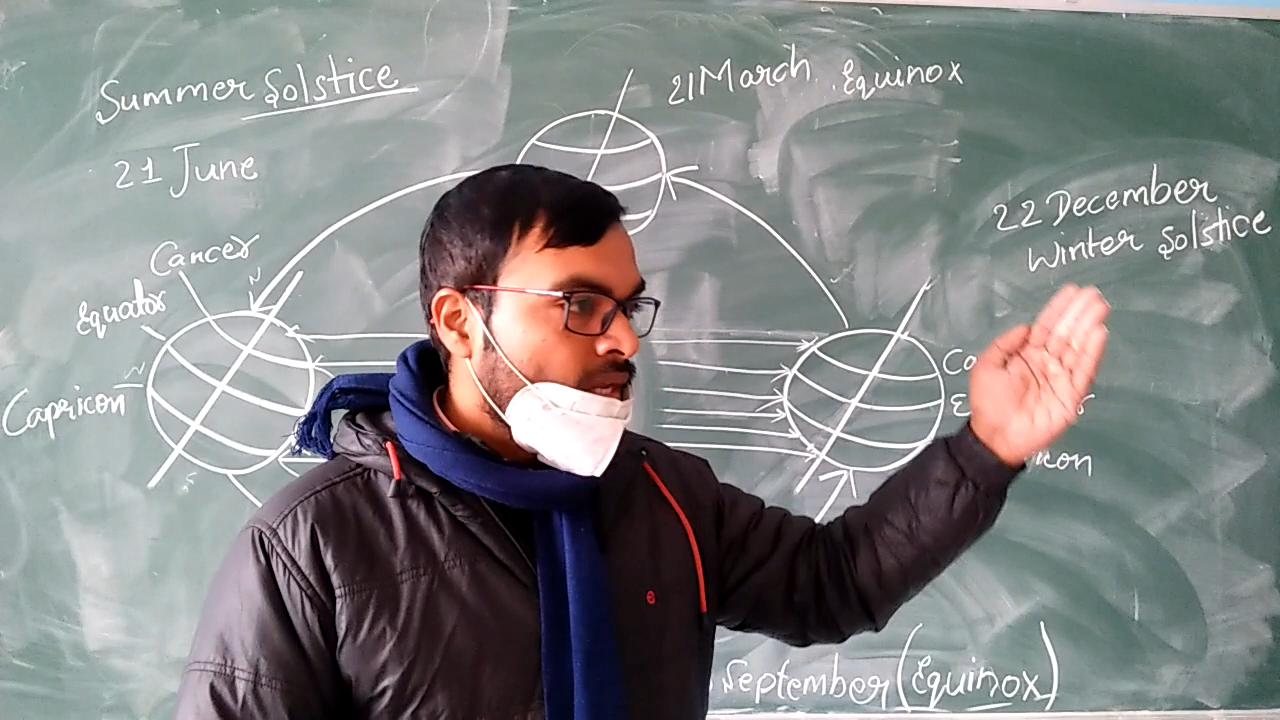 Summer Solstice
21 June
21 March Equinox
22 December
Winter Solstice
Cancer
Equator
Capricon
September (Equinox)